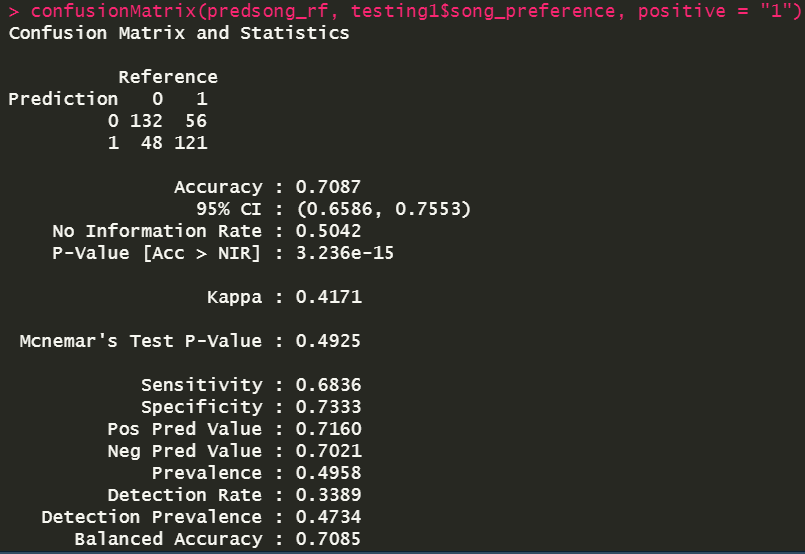 > confusionMatrix(predsong_rf, testing1$song_preference, positive = "1")
Confusion Matrix and Statistics
Reference
Prediction 0 1
0 132 56
1 48 121
Accuracy : 0.7087
95% CI : (0.6586, 0.7553)
No Information Rate : 0.5042
P-Value [Acc > NIR] : 3.236e-15
Kappa : 0.4171
Mcnemar's Test P-Value : 0.4925
Sensitivity : 0.6836
Specificity : 0.7333
Pos Pred Value : 0.7160
Neg Pred Value : 0.7021
Prevalence : 0.4958
Detection Rate : 0.3389
Detection Prevalence : 0.4734
Balanced Accuracy : 0.7085